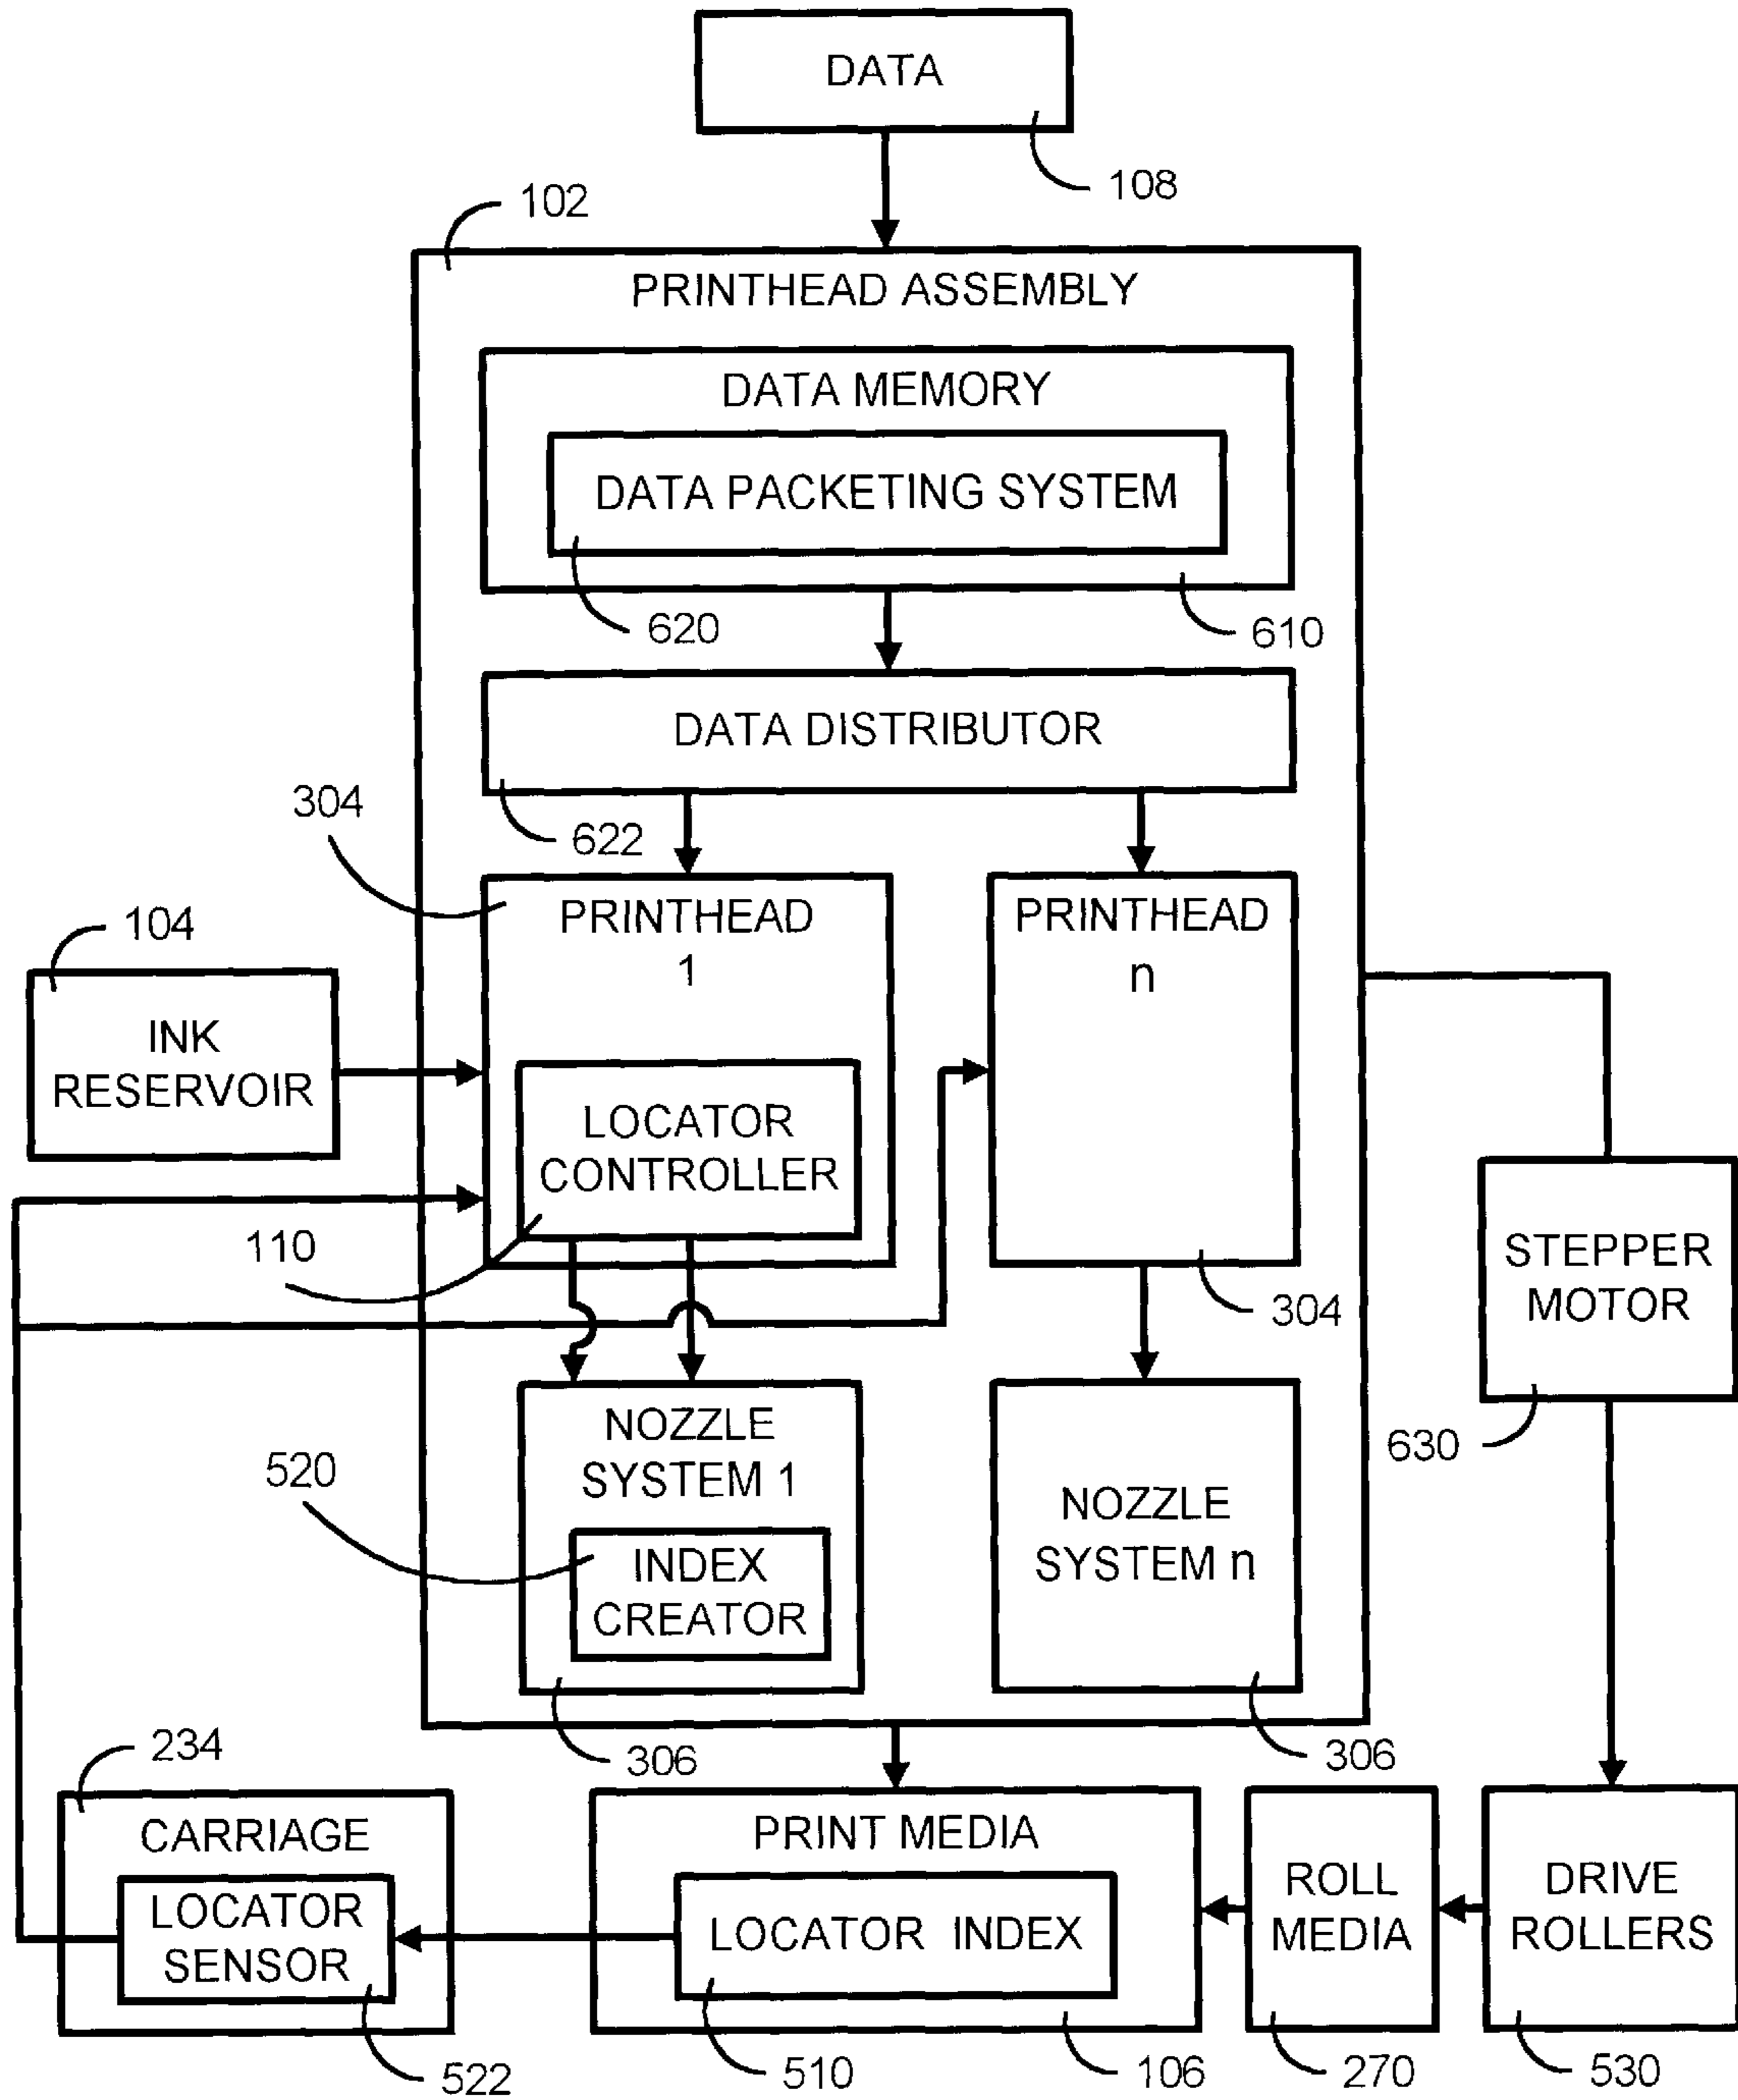 DATA
108
102
PRINTHEAD ASSEMBLY
DATA MEMORY
DATA PACKETING SYSTEM
620
610
DATA DISTRIBUTOR
304
622
PRINTHEAD
1
PRINTHEAD
n
104
INK
RESERVOIR
LOCATOR
CONTROLLER
110
304
STEPPER
MOTOR
630
NOZZLE
SYSTEM 1
520
INDEX
CREATOR
NOZZLE
SYSTEM n
306
306
234
CARRIAGE
LOCATOR
SENSOR
522
PRINT MEDIA
LOCATOR INDEX
510
106
ROLL
MEDIA
270
DRIVE
ROLLERS
530